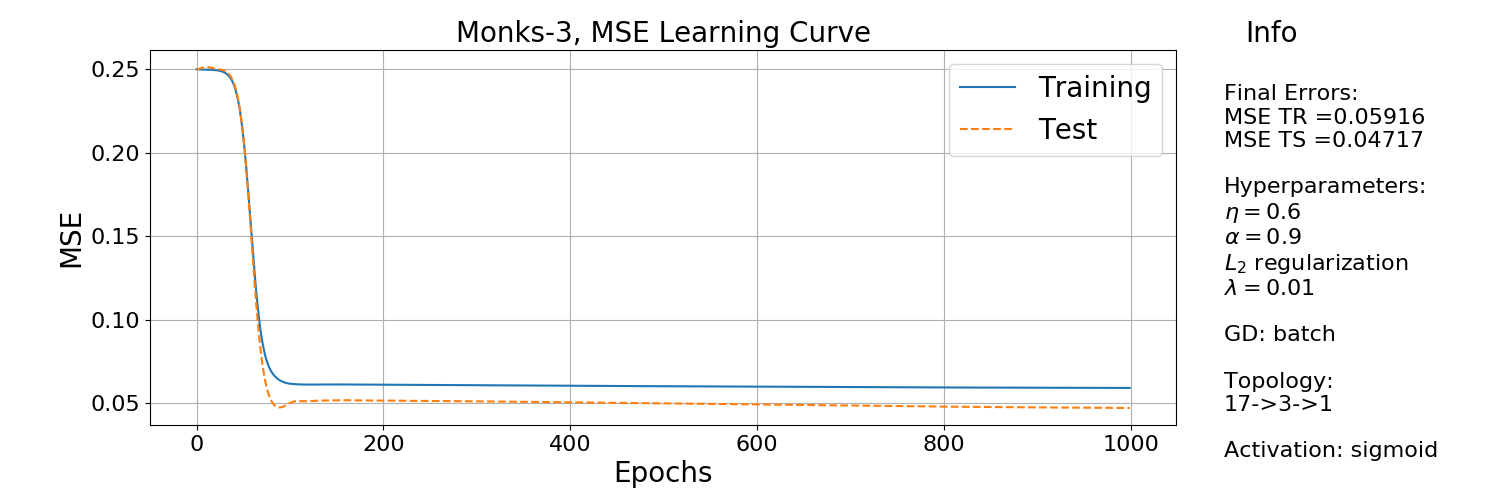 Monks-3, MSE Learning Curve
MSE
0.25
0.20
0.15
0.10
0.05
0
200
400
600
800
1000
Epochs
Training
Test
Info
Final Errors:
MSE TR =0.05916
MSE TS =0.04717
Hyperparameters:
η = 0.6
α = 0.9
L₂ regularization
λ = 0.01
GD: batch
Topology:
17->3->1
Activation: sigmoid